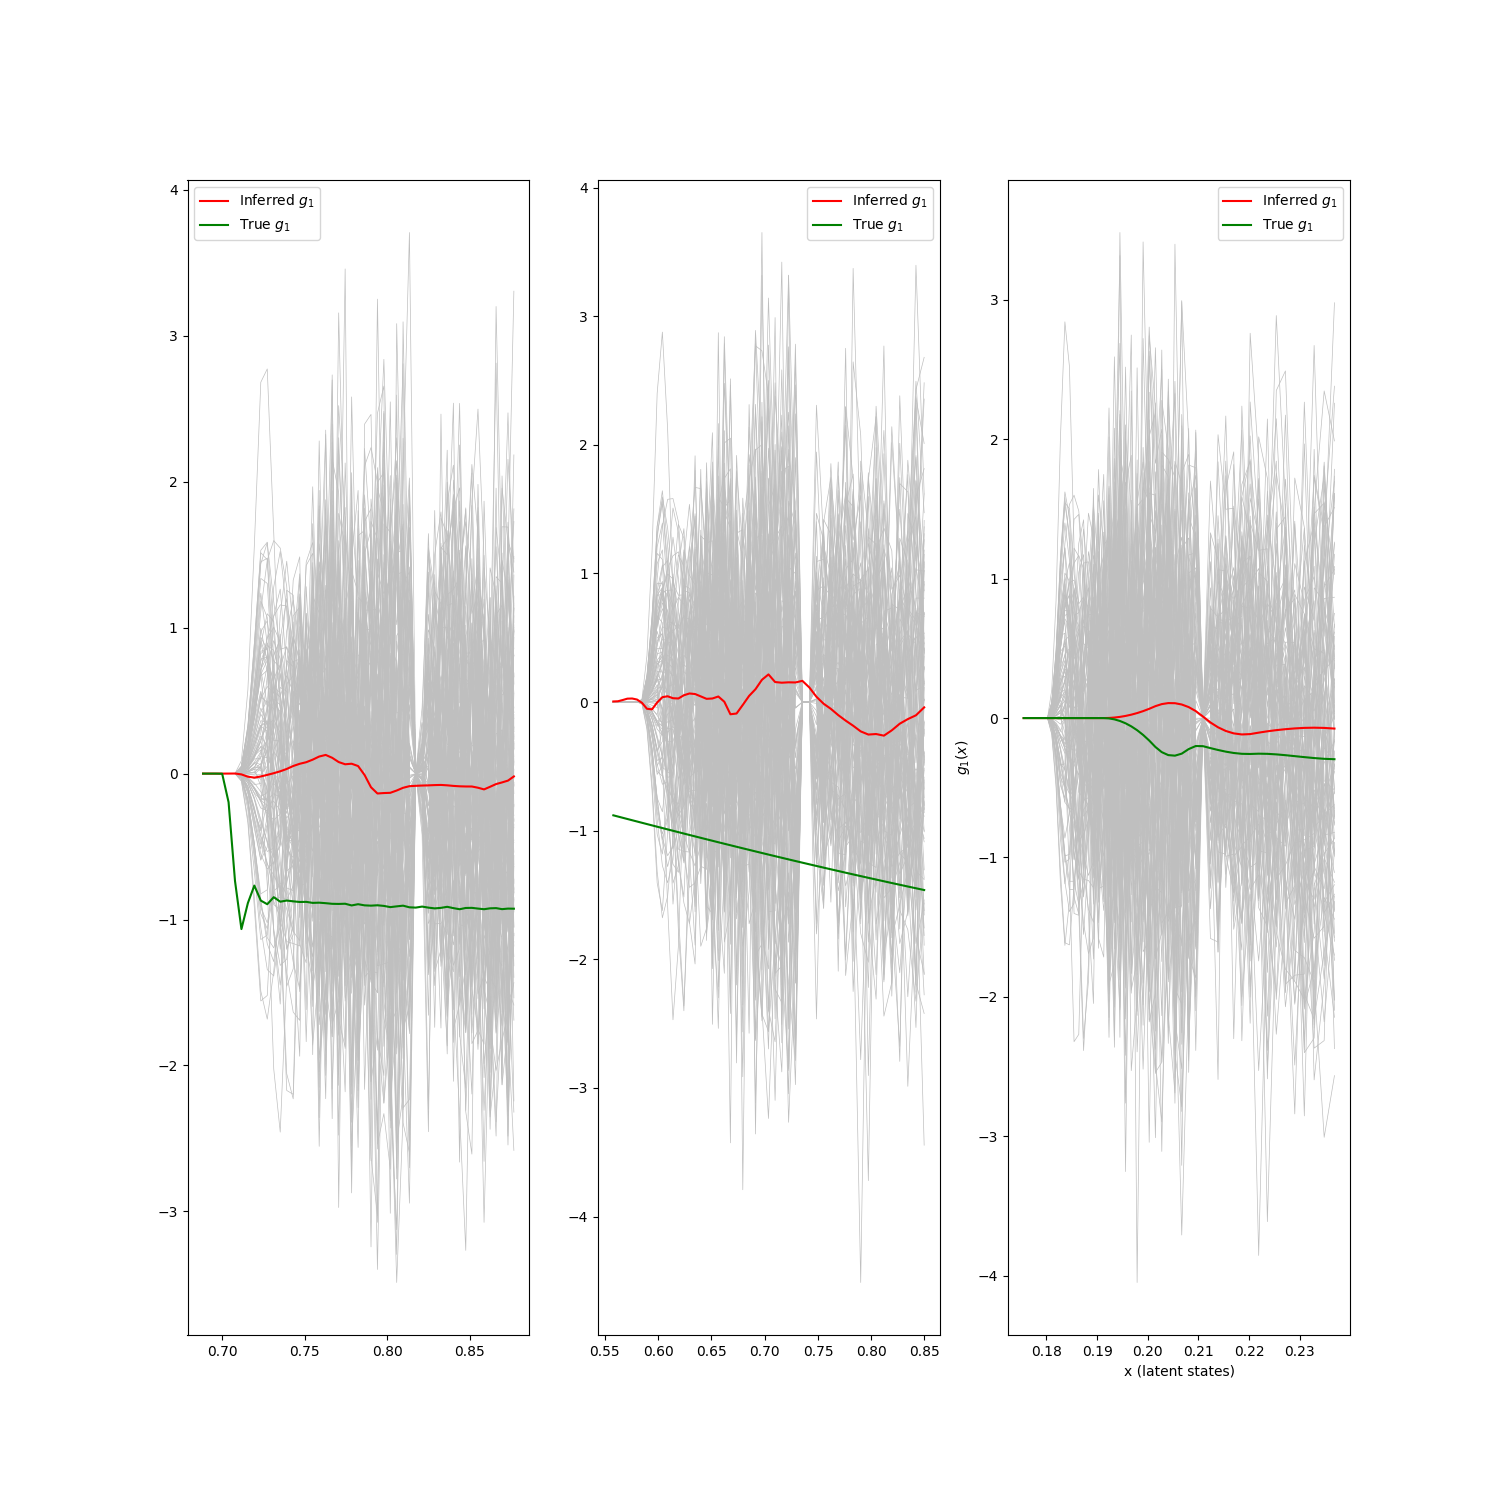 Inferred g₁
True g₁
4
3
2
1
0
−1
−2
−3
0.70 0.75 0.80 0.85
Inferred g₁
True g₁
4
3
2
1
0
−1
−2
−3
−4
0.55 0.60 0.65 0.70 0.75 0.80 0.85
Inferred g₁
True g₁
g₁(x)
3
2
1
0
−1
−2
−3
−4
0.18 0.19 0.20 0.21 0.22 0.23
x (latent states)